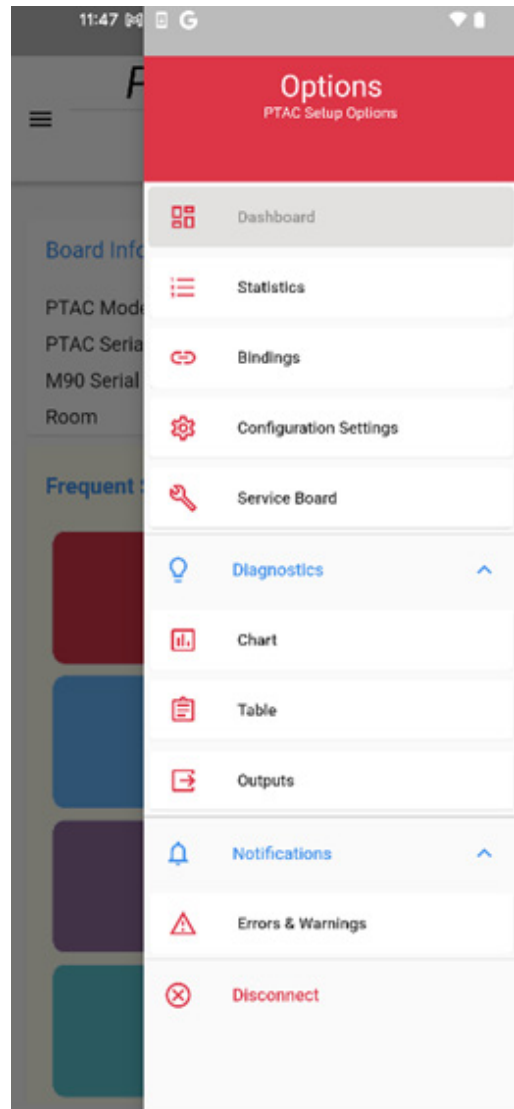 11:47 G
P
Options
PTAC Setup Options
Dashboard
Board Info
Statistics
PTAC Mode
PTAC Seria
Bindings
M90 Serial
Room
Configuration Settings
Frequent
Service Board
Diagnostics
Chart
Table
Outputs
Notifications
Errors & Warnings
Disconnect